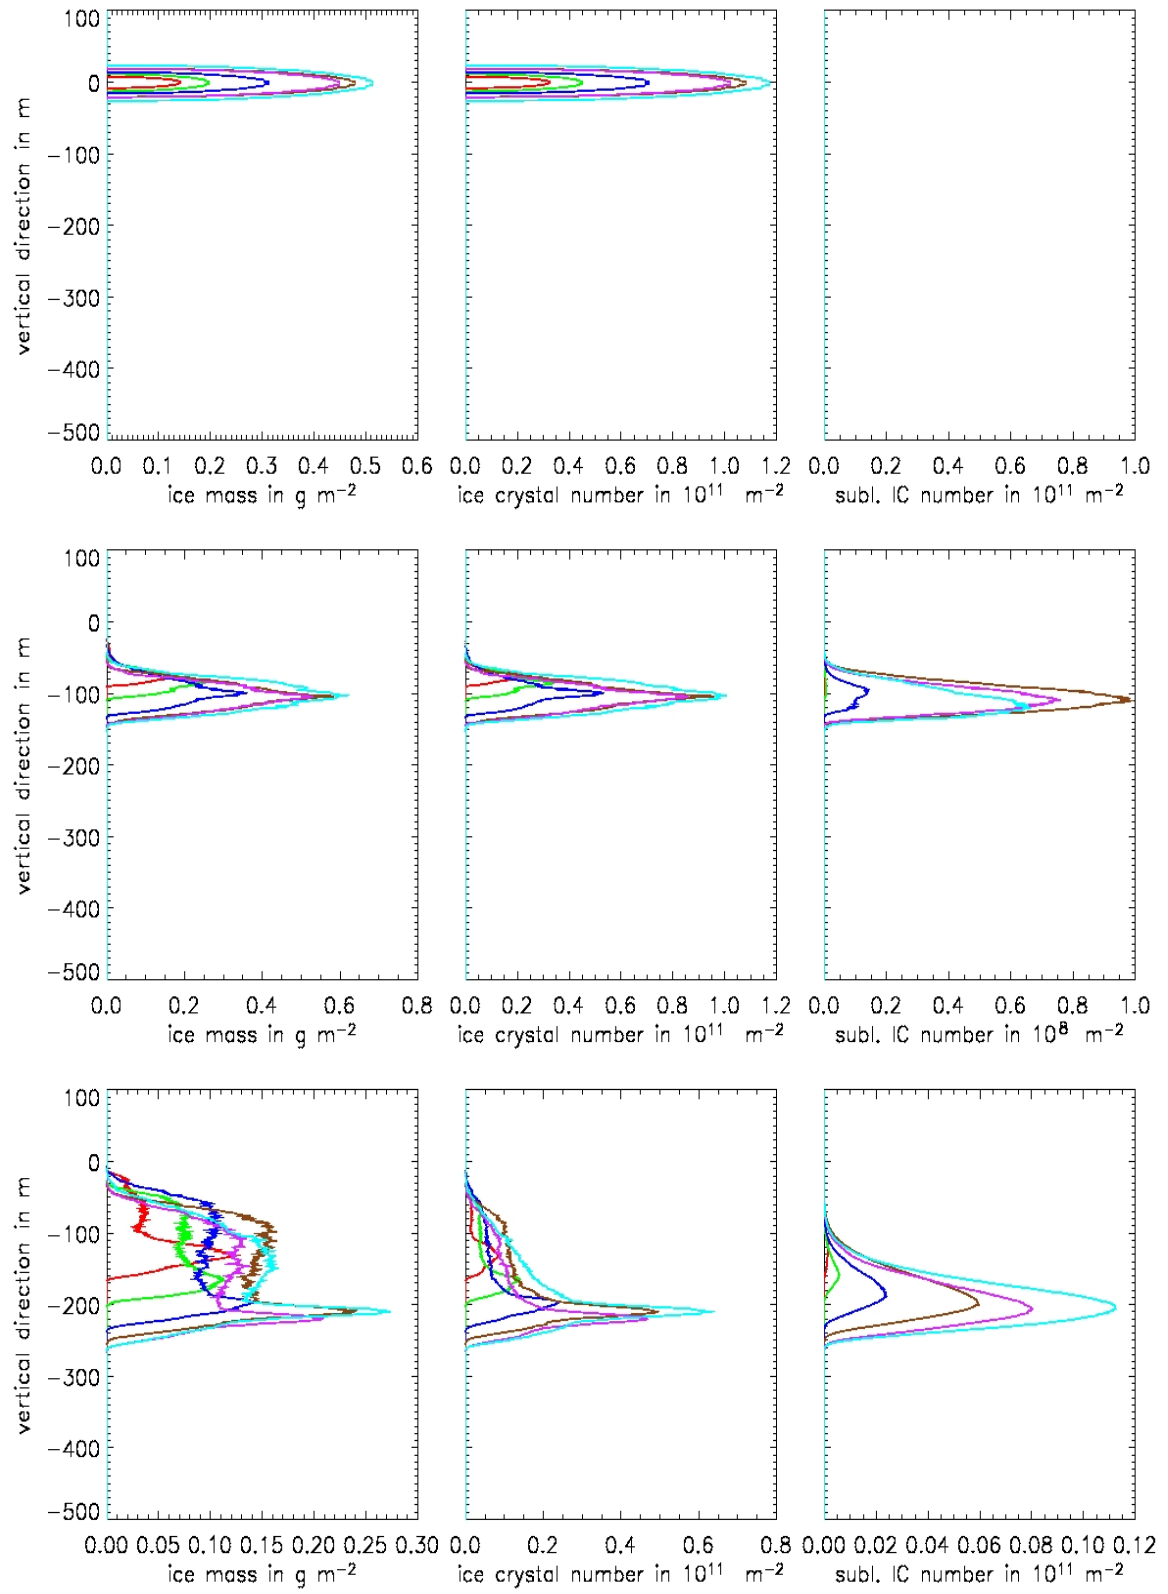 100
0
−100
−200
−300
−400
−500
vertical direction in m
0.0 0.1 0.2 0.3 0.4 0.5 0.6
ice mass in g m⁻²
0.0 0.2 0.4 0.6 0.8 1.0 1.2
ice crystal number in 10¹¹ m⁻²
0.0 0.2 0.4 0.6 0.8 1.0
subl. IC number in 10¹¹ m⁻²
100
0
−100
−200
−300
−400
−500
vertical direction in m
0.0 0.2 0.4 0.6 0.8
ice mass in g m⁻²
0.0 0.2 0.4 0.6 0.8 1.0 1.2
ice crystal number in 10¹¹ m⁻²
0.0 0.2 0.4 0.6 0.8 1.0
subl. IC number in 10⁸ m⁻²
100
0
−100
−200
−300
−400
−500
vertical direction in m
0.00 0.05 0.10 0.15 0.20 0.25 0.30
ice mass in g m⁻²
0.0 0.2 0.4 0.6 0.8
ice crystal number in 10¹¹ m⁻²
0.00 0.02 0.04 0.06 0.08 0.10 0.12
subl. IC number in 10¹¹ m⁻²